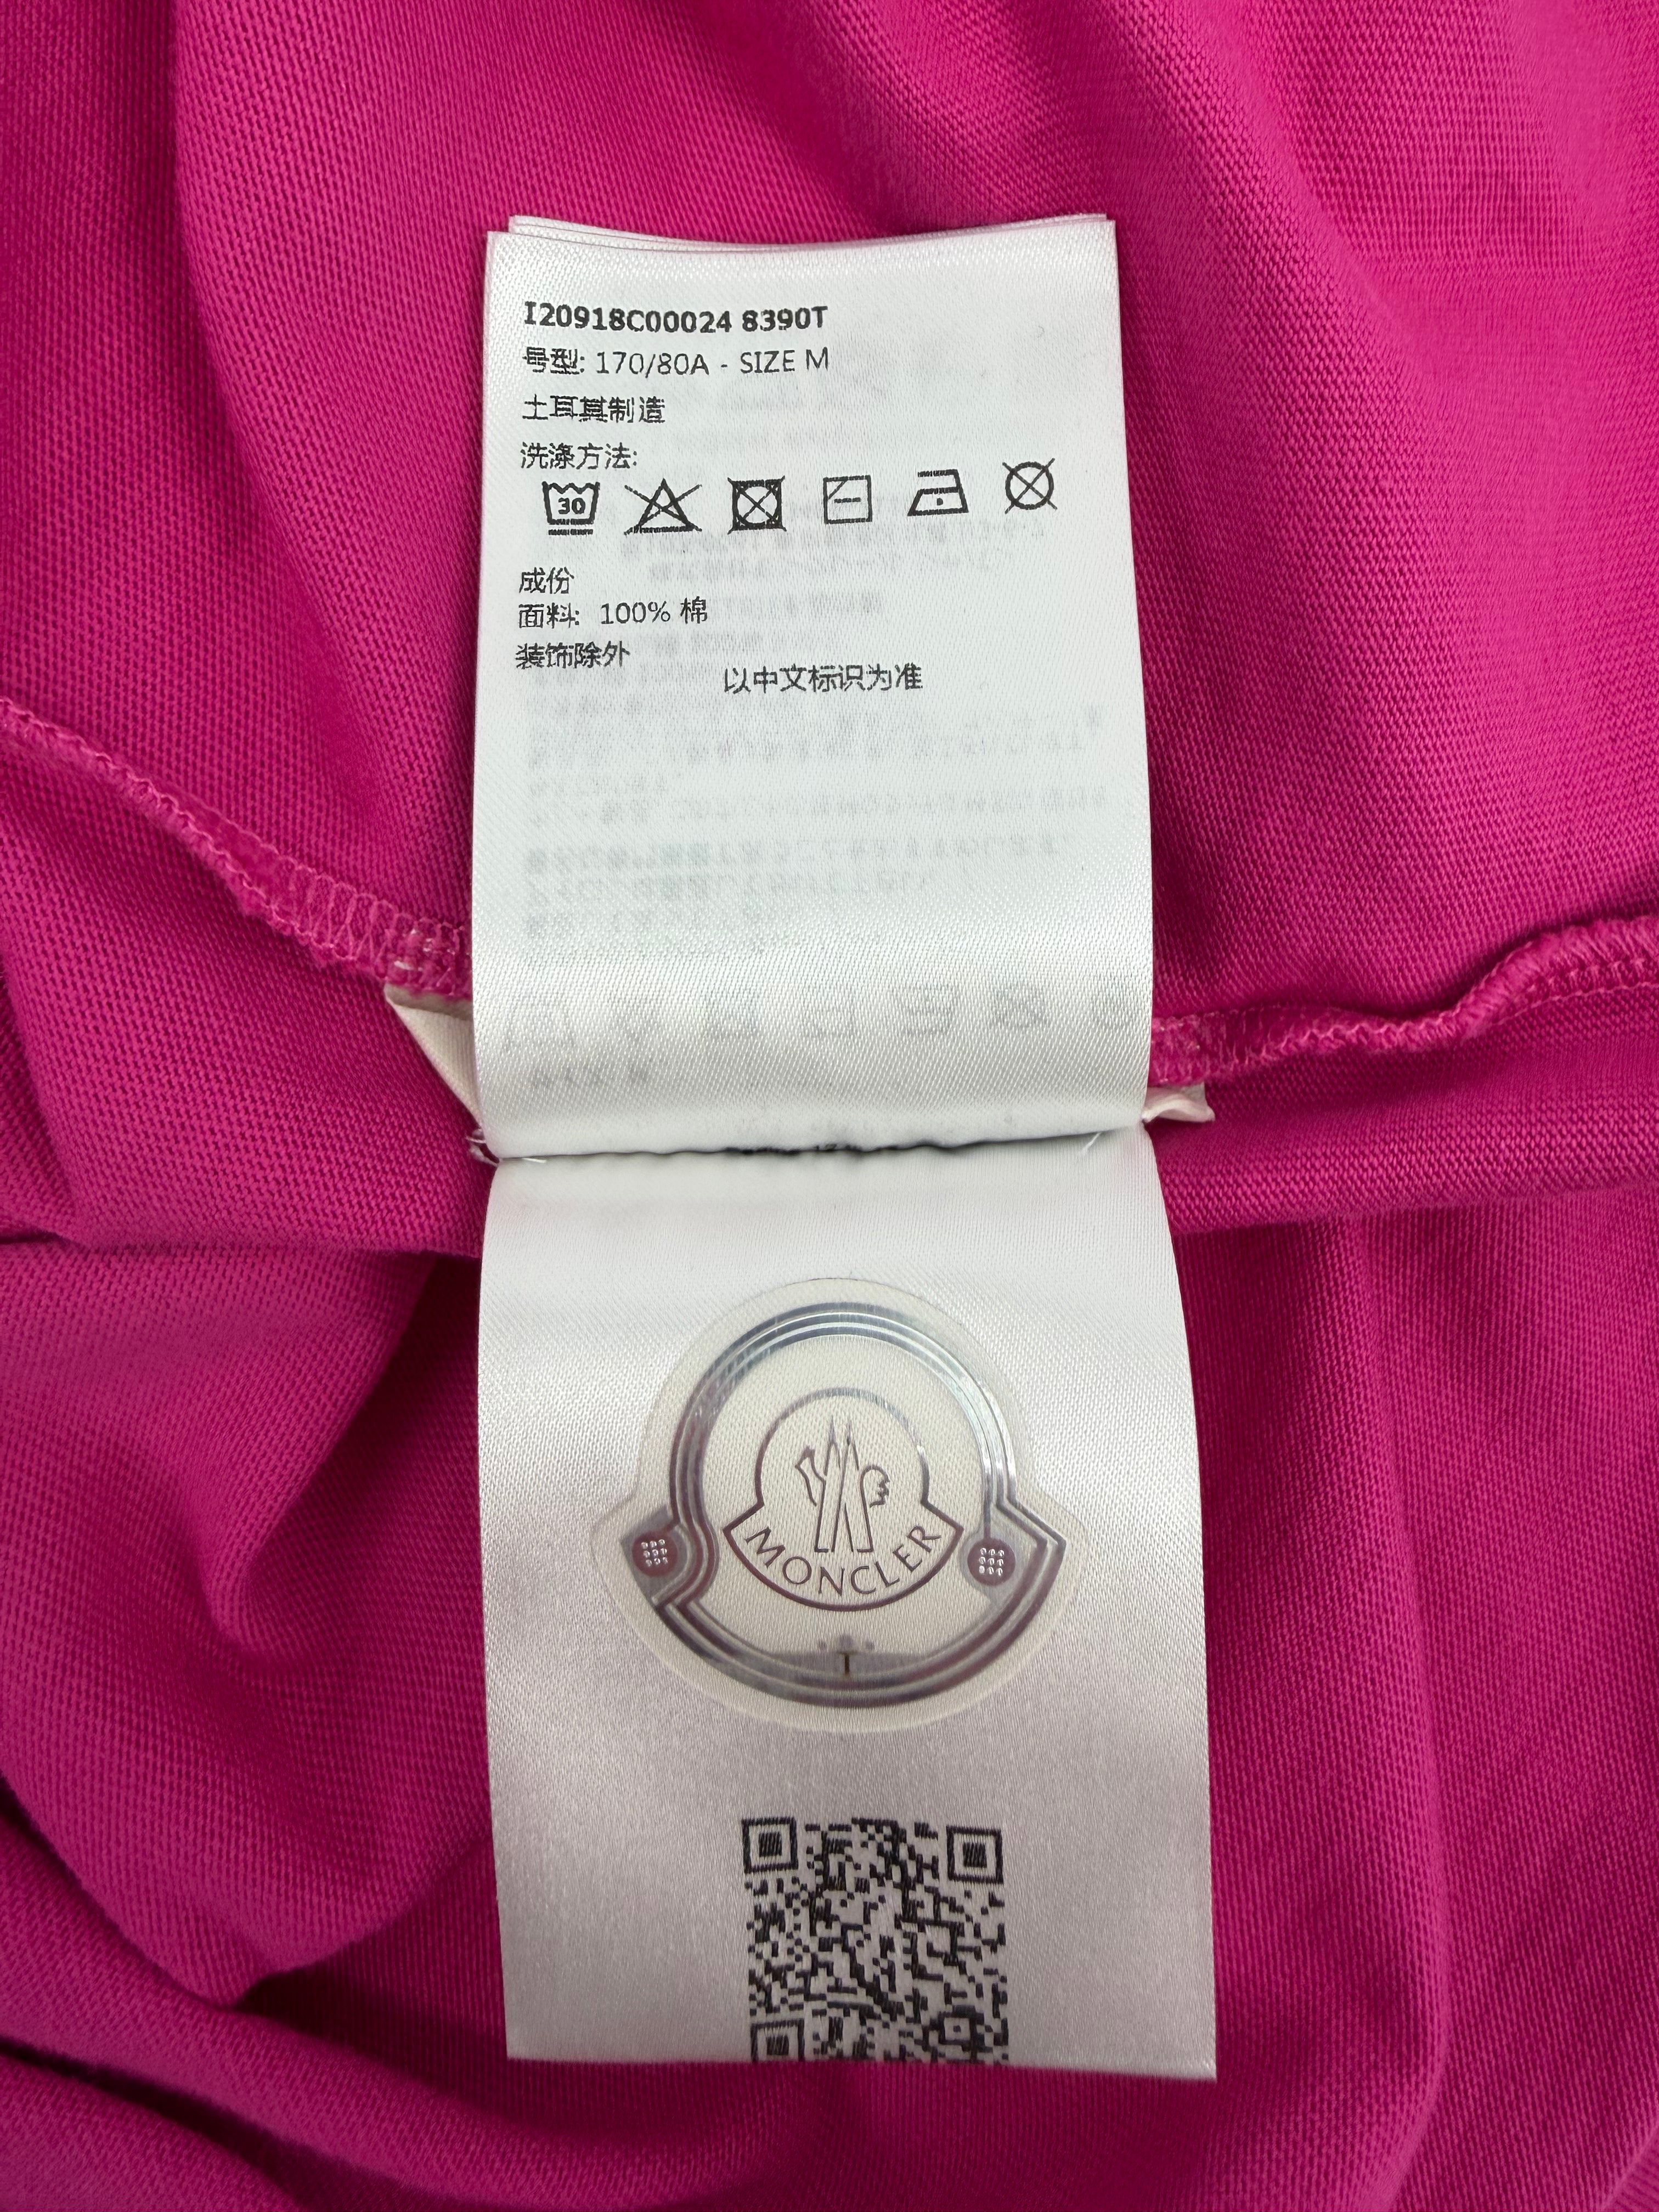 I20918C00024 8390T
号型: 170/80A - SIZE M
土耳其制造
洗涤方法:
30
成份
面料: 100% 棉
装饰除外
以中文标识为准
MONCLER